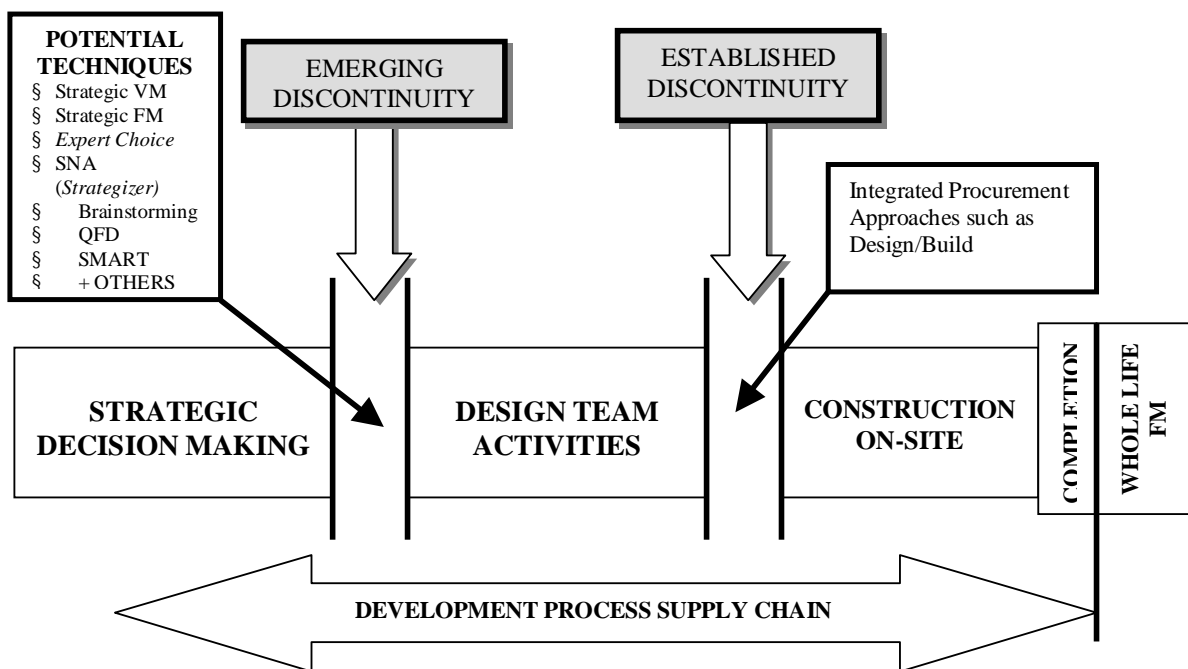 POTENTIAL
TECHNIQUES
§ Strategic VM
§ Strategic FM
§ Expert Choice
§ SNA
(Strategizer)
§ Brainstorming
§ QFD
§ SMART
§ + OTHERS
EMERGING
DISCONTINUITY
ESTABLISHED
DISCONTINUITY
Integrated Procurement
Approaches such as
Design/Build
STRATEGIC
DECISION MAKING
DESIGN TEAM
ACTIVITIES
CONSTRUCTION
ON-SITE
COMPLETION
WHOLE LIFE
FM
DEVELOPMENT PROCESS SUPPLY CHAIN